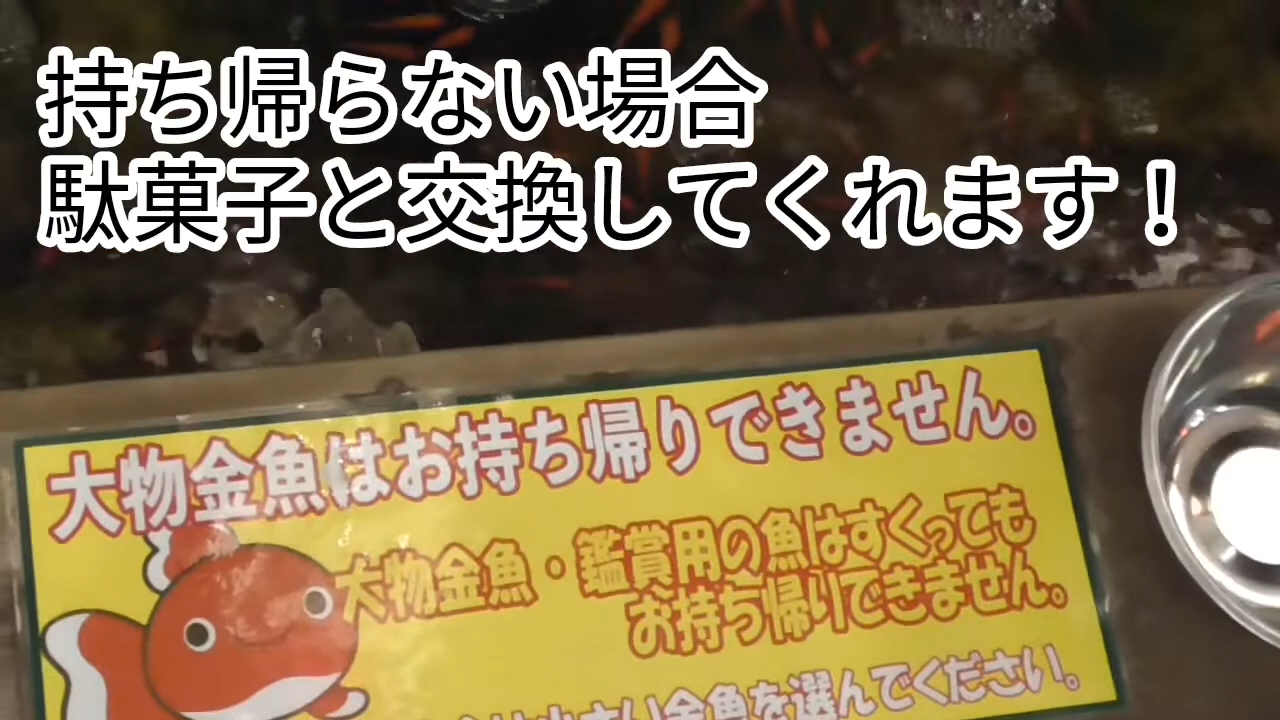 持ち帰らない場合
駄菓子と交換してくれます！
大物金魚はお持ち帰りできません。
大物金魚・鑑賞用の魚はすくっても
お持ち帰りできません。
小さい金魚を選んでください。